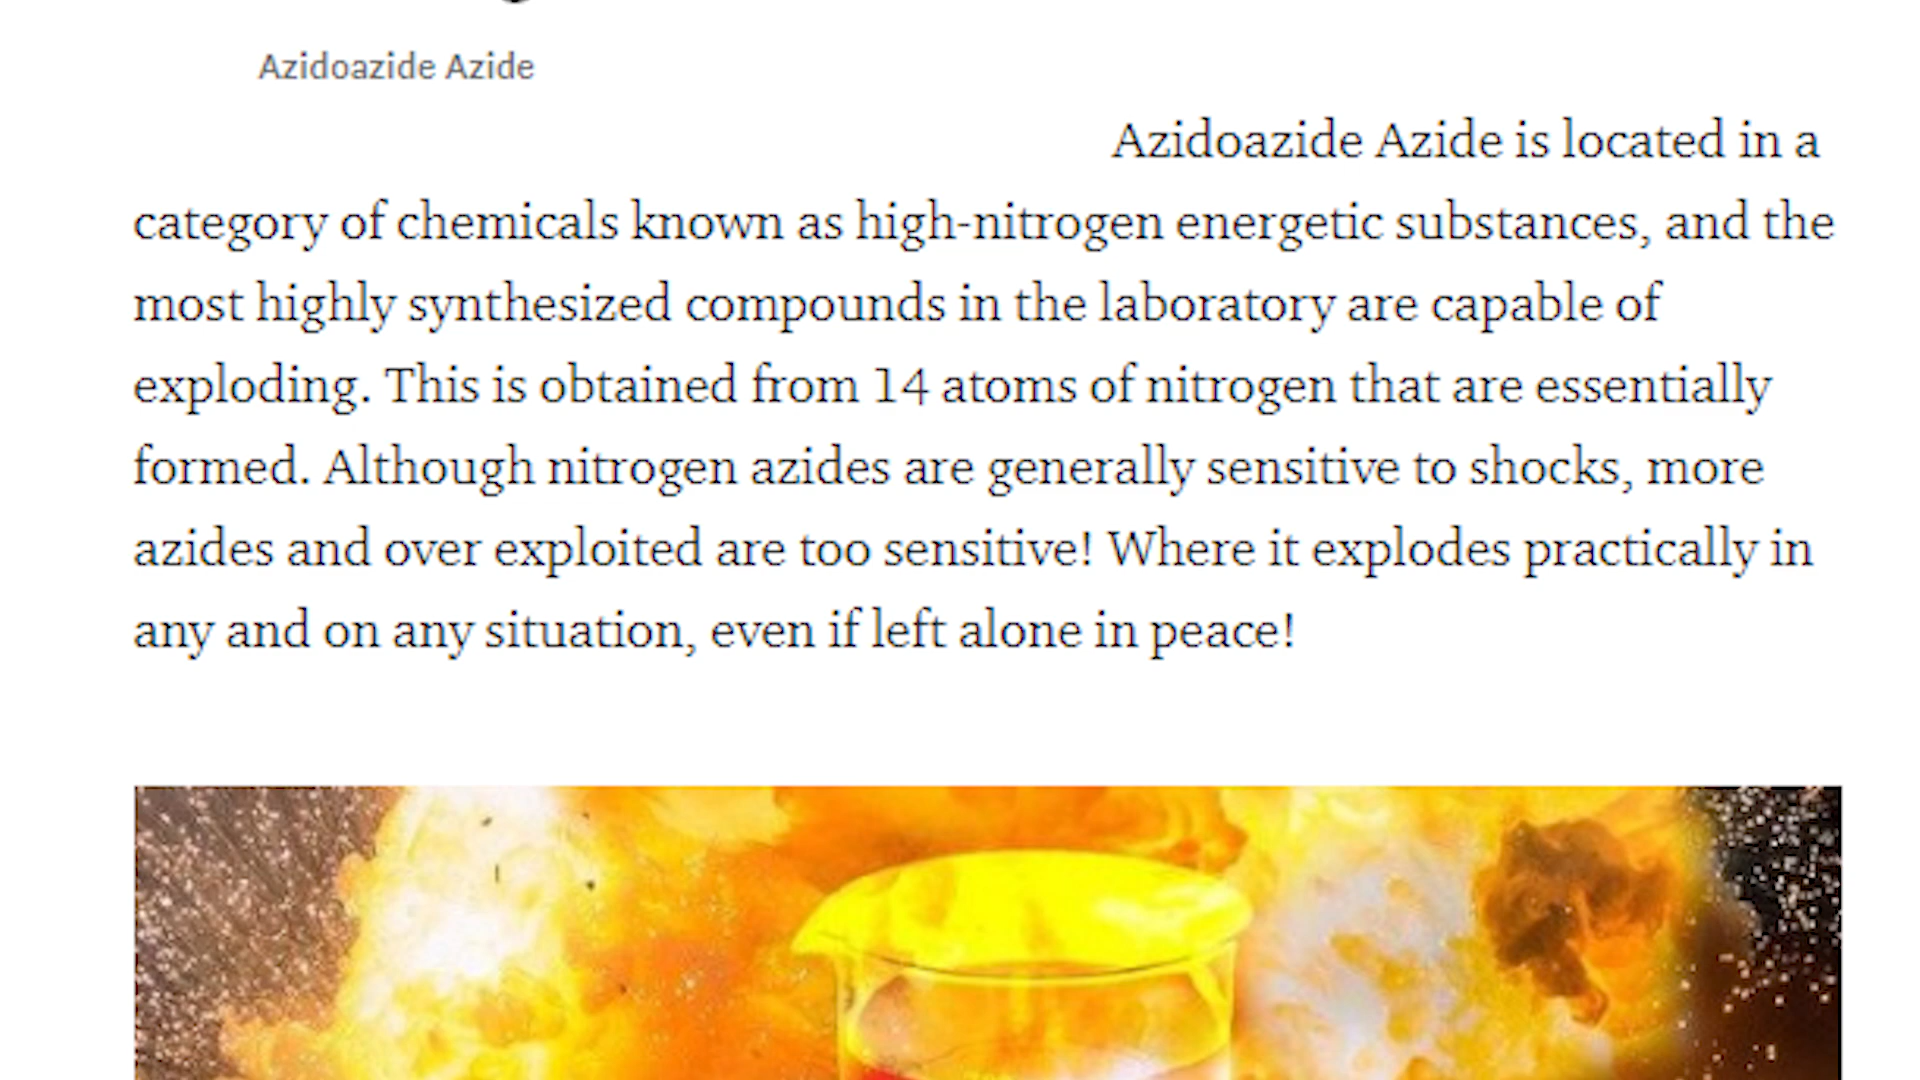 Azidoazide Azide
Azidoazide Azide is located in a
category of chemicals known as high-nitrogen energetic substances, and the
most highly synthesized compounds in the laboratory are capable of
exploding. This is obtained from 14 atoms of nitrogen that are essentially
formed. Although nitrogen azides are generally sensitive to shocks, more
azides and over exploited are too sensitive! Where it explodes practically in
any and on any situation, even if left alone in peace!